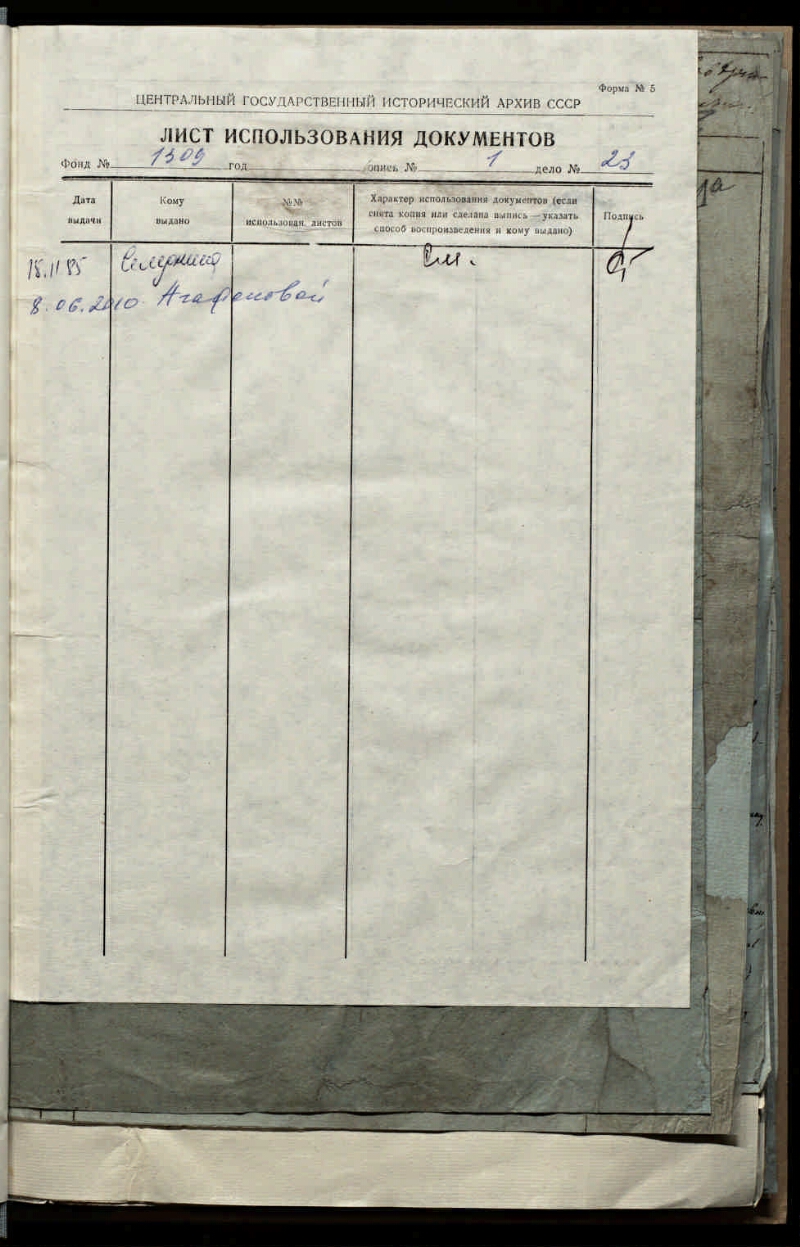 Форма № 5
ЦЕНТРАЛЬНЫЙ ГОСУДАРСТВЕННЫЙ ИСТОРИЧЕСКИЙ АРХИВ СССР
ЛИСТ ИСПОЛЬЗОВАНИЯ ДОКУМЕНТОВ
Фонд № 1309 год опись № 1 дело № 23
Дата выдачи
Кому выдано
№№ использован. листов
Характер использования документов (если
снята копия или сделана выпись — указать
способ воспроизведения и кому выдано)
Подпись
18.11 85
8.06.2010 Агафоновой